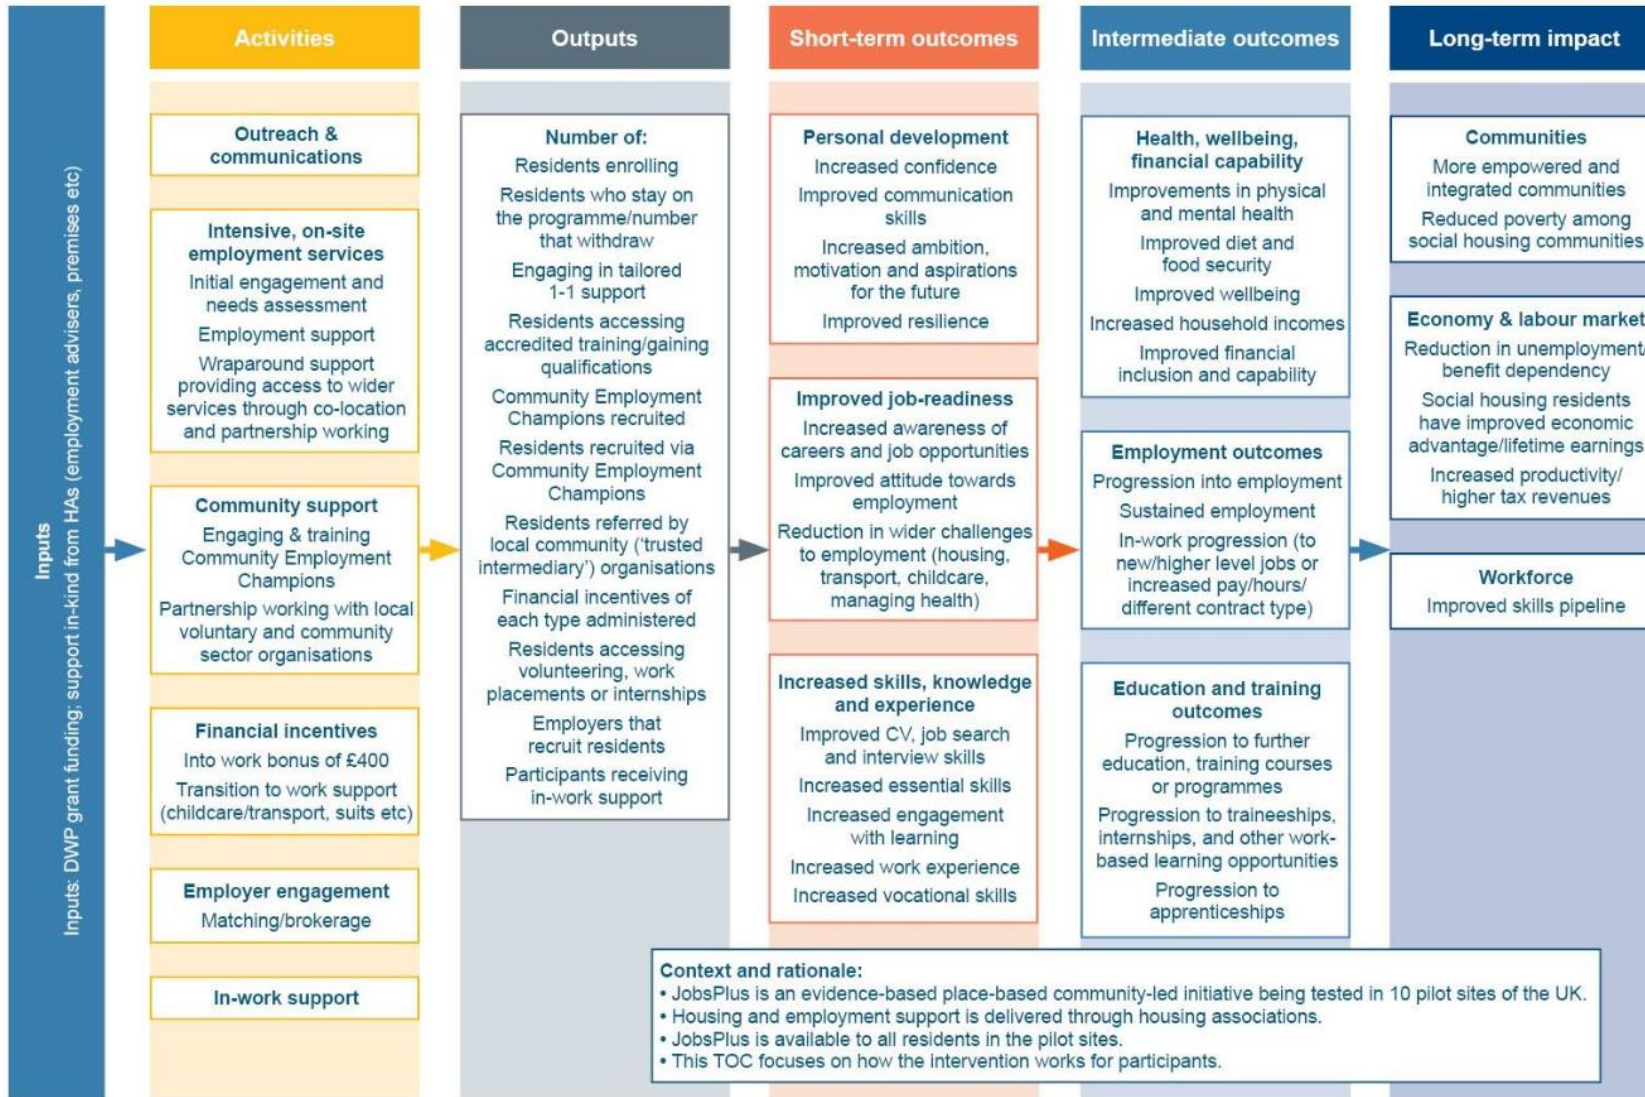 Inputs
Inputs: DWP grant funding; support in-kind from HAs (employment advisers, premises etc)
Activities
Outreach &
communications
Intensive, on-site
employment services
Initial engagement and
needs assessment
Employment support
Wraparound support
providing access to wider
services through co-location
and partnership working
Community support
Engaging & training
Community Employment
Champions
Partnership working with local
voluntary and community
sector organisations
Financial incentives
Into work bonus of £400
Transition to work support
(childcare/transport, suits etc)
Employer engagement
Matching/brokerage
In-work support
Outputs
Number of:
Residents enrolling
Residents who stay on
the programme/number
that withdraw
Engaging in tailored
1-1 support
Residents accessing
accredited training/gaining
qualifications
Community Employment
Champions recruited
Residents recruited via
Community Employment
Champions
Residents referred by
local community (‘trusted
intermediary’) organisations
Financial incentives of
each type administered
Residents accessing
volunteering, work
placements or internships
Employers that
recruit residents
Participants receiving
in-work support
Short-term outcomes
Personal development
Increased confidence
Improved communication
skills
Increased ambition,
motivation and aspirations
for the future
Improved resilience
Improved job-readiness
Increased awareness of
careers and job opportunities
Improved attitude towards
employment
Reduction in wider challenges
to employment (housing,
transport, childcare,
managing health)
Increased skills, knowledge
and experience
Improved CV, job search
and interview skills
Increased essential skills
Increased engagement
with learning
Increased work experience
Increased vocational skills
Intermediate outcomes
Health, wellbeing,
financial capability
Improvements in physical
and mental health
Improved diet and
food security
Improved wellbeing
Increased household incomes
Improved financial
inclusion and capability
Employment outcomes
Progression into employment
Sustained employment
In-work progression (to
new/higher level jobs or
increased pay/hours/
different contract type)
Education and training
outcomes
Progression to further
education, training courses
or programmes
Progression to traineeships,
internships, and other work-
based learning opportunities
Progression to
apprenticeships
Long-term impact
Communities
More empowered and
integrated communities
Reduced poverty among
social housing communities
Economy & labour market
Reduction in unemployment/
benefit dependency
Social housing residents
have improved economic
advantage/lifetime earnings
Increased productivity/
higher tax revenues
Workforce
Improved skills pipeline
Context and rationale:
• JobsPlus is an evidence-based place-based community-led initiative being tested in 10 pilot sites of the UK.
• Housing and employment support is delivered through housing associations.
• JobsPlus is available to all residents in the pilot sites.
• This TOC focuses on how the intervention works for participants.